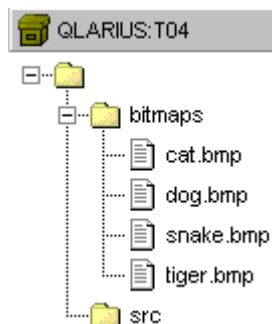 QLARIUS:T04
bitmaps
cat.bmp
dog.bmp
snake.bmp
tiger.bmp
src